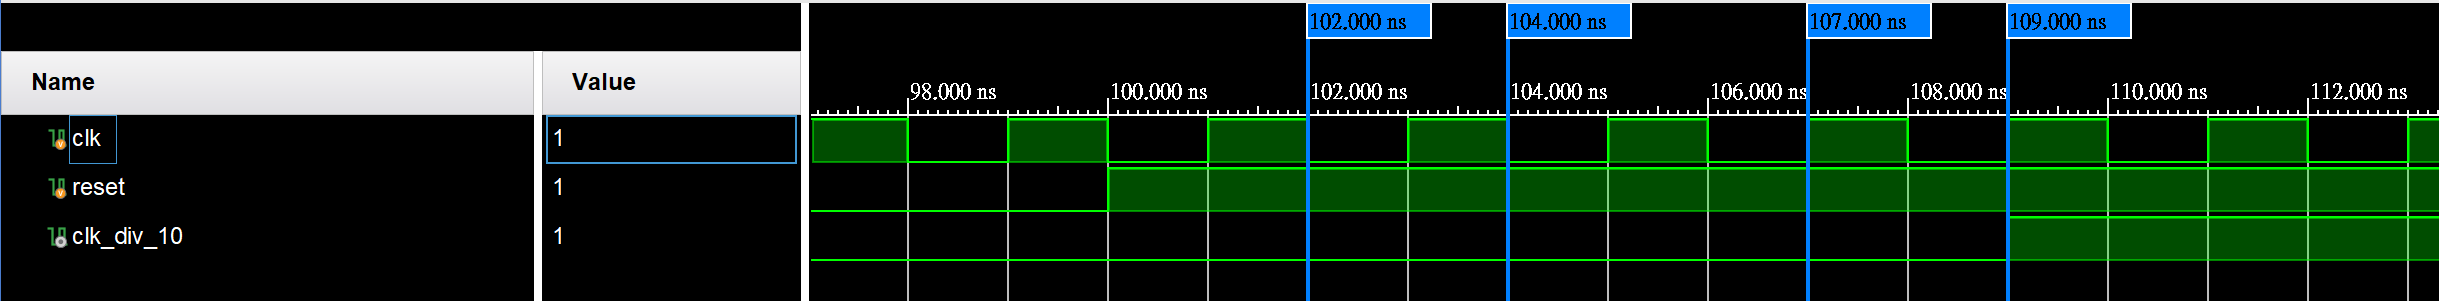 102.000 ns 104.000 ns 107.000 ns 109.000 ns
Name Value 98.000 ns 100.000 ns 102.000 ns 104.000 ns 106.000 ns 108.000 ns 110.000 ns 112.000 ns
clk 1
reset 1
clk_div_10 1